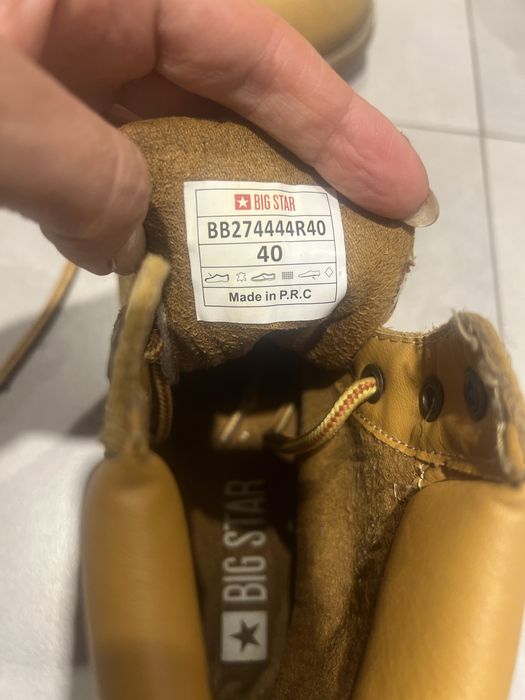 BIG STAR
BB274444R40
40
Made in P.R.C
BIG STAR